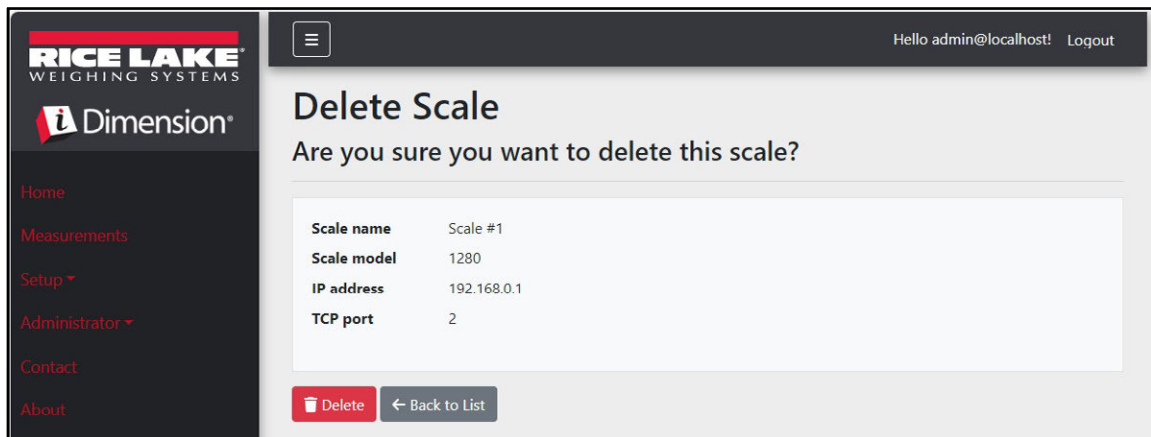 RICE LAKE®
WEIGHING SYSTEMS
i Dimension®
Home
Measurements
Setup
Administrator
Contact
About
Hello admin@localhost! Logout
Delete Scale
Are you sure you want to delete this scale?
Scale name Scale #1
Scale model 1280
IP address 192.168.0.1
TCP port 2
Delete ← Back to List